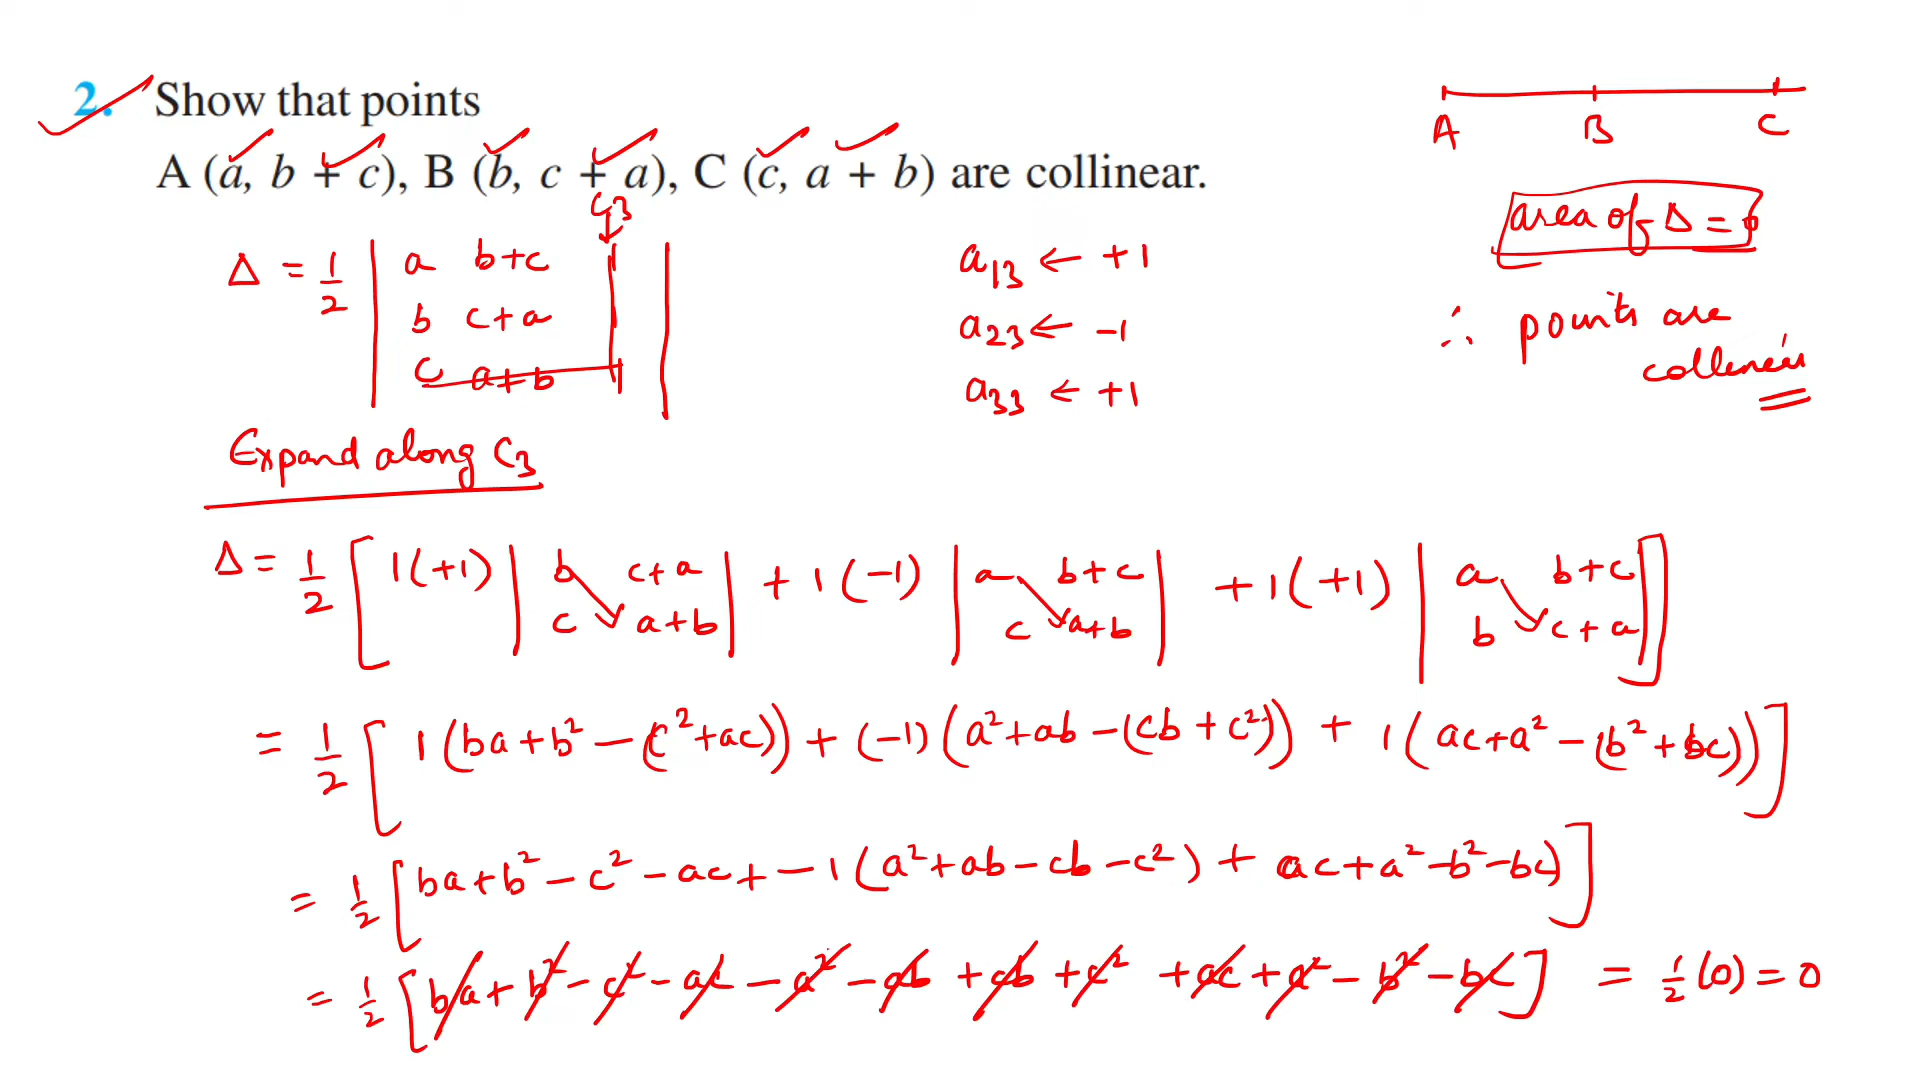 2. Show that points
A (a, b + c), B (b, c + a), C (c, a + b) are collinear.
A B C
area of Δ = 0
∴ points are
collinear
C3
Δ = 1/2 | a b+c 1 |
b c+a 1
c a+b 1
a13 ← +1
a23 ← -1
a33 ← +1
Expand along C3
Δ = 1/2 [ 1(+1) | b c+a | + 1(-1) | a b+c | + 1(+1) | a b+c | ]
c a+b c a+b b c+a
= 1/2 [ 1(ba+b²-(c²+ac)) + (-1)(a²+ab-(cb+c²)) + 1(ac+a²-(b²+bc)) ]
= 1/2 [ba+b²-c²-ac+-1(a²+ab-cb-c²) + ac+a²-b²-bc)]
= 1/2 [ba+b²-c²-ac-a²-ab+cb+c²+ac+a²-b²-bc] = 1/2(0) = 0